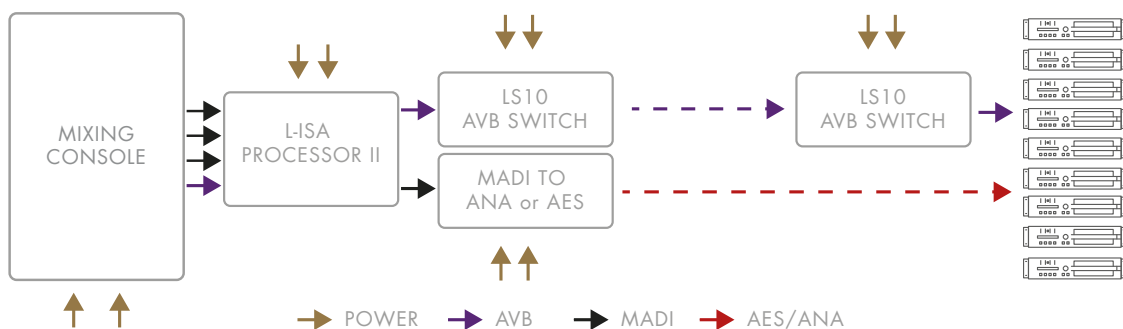 MIXING
CONSOLE
L-ISA
PROCESSOR II
LS10
AVB SWITCH
MADI TO
ANA or AES
LS10
AVB SWITCH
POWER
AVB
MADI
AES/ANA